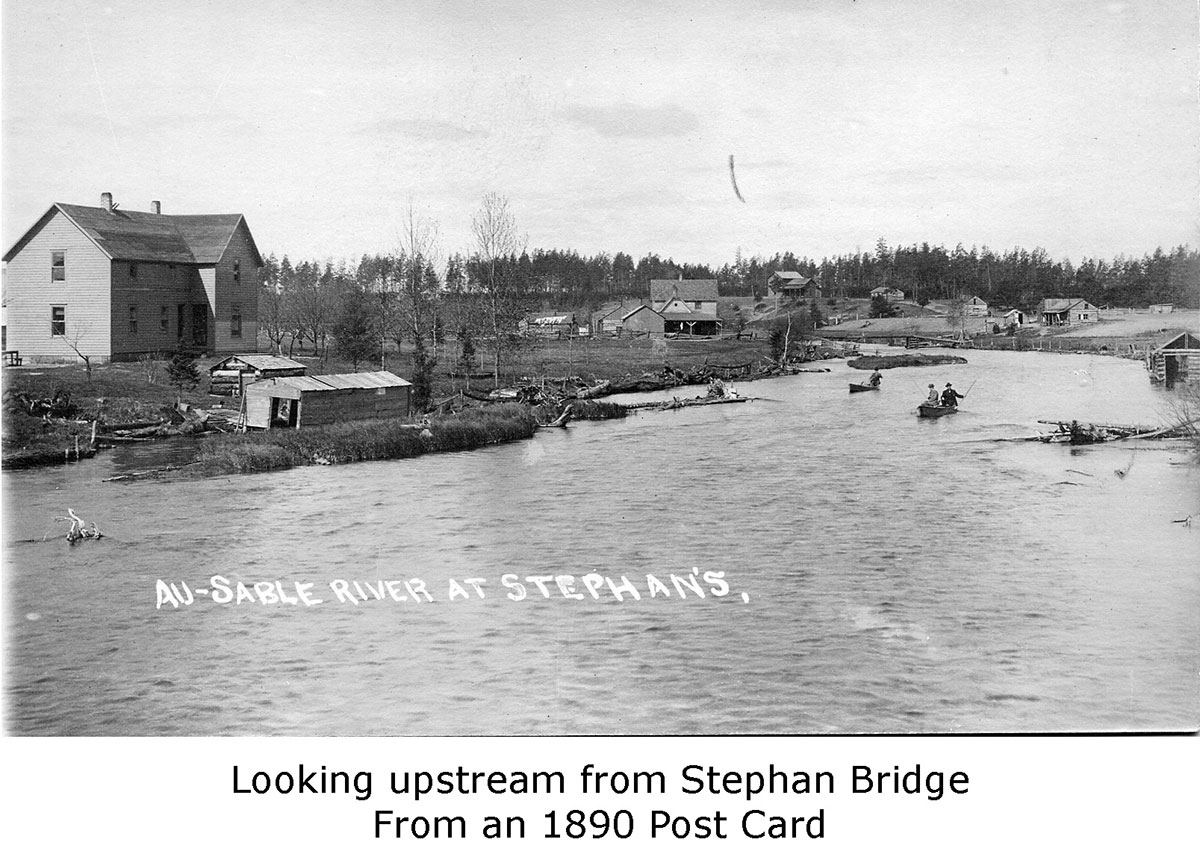 AU-SABLE RIVER AT STEPHAN'S,
Looking upstream from Stephan Bridge
From an 1890 Post Card